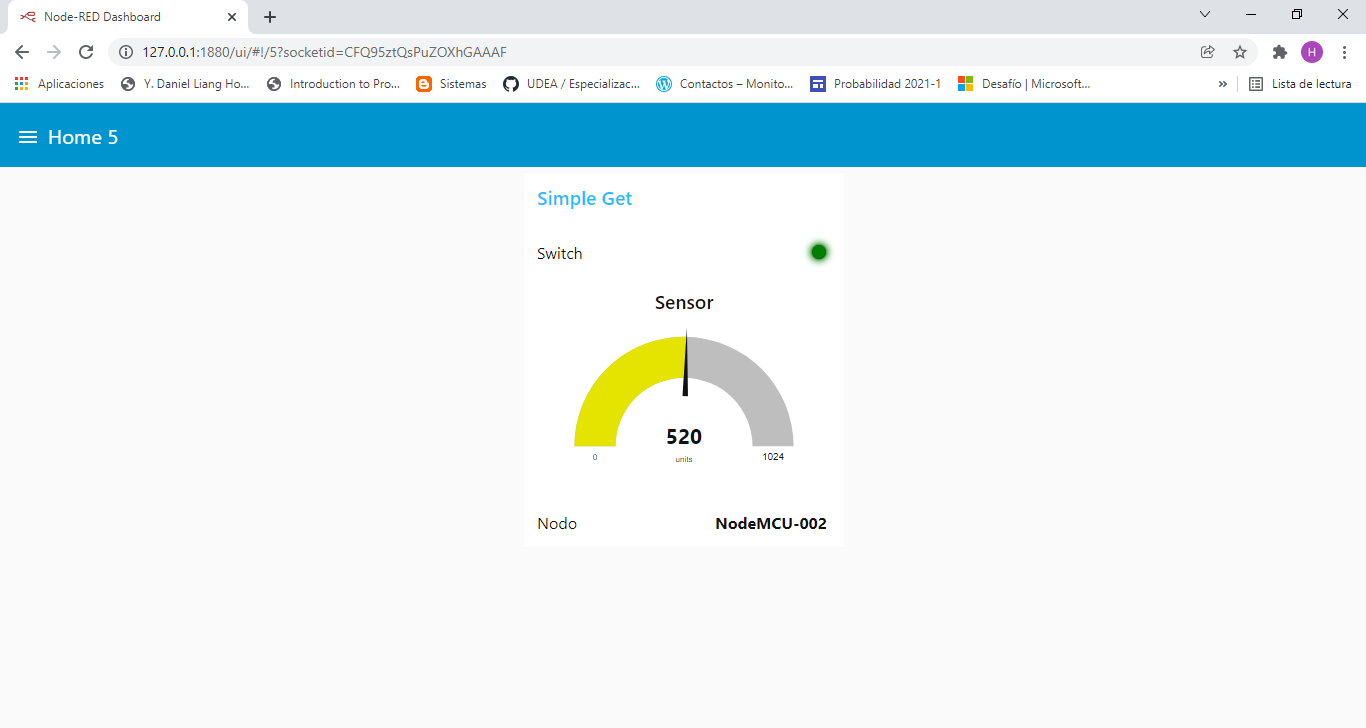 Node-RED Dashboard
127.0.0.1:1880/ui/#!/5?socketid=CFQ95ztQsPuZOXhGAAAF
H
Aplicaciones Y. Daniel Liang Ho... Introduction to Pro... Sistemas UDEA / Especializac... Contactos – Monito... Probabilidad 2021-1 Desafío | Microsoft... » Lista de lectura
Home 5
Simple Get
Switch
Sensor
520
0 units 1024
Nodo NodeMCU-002